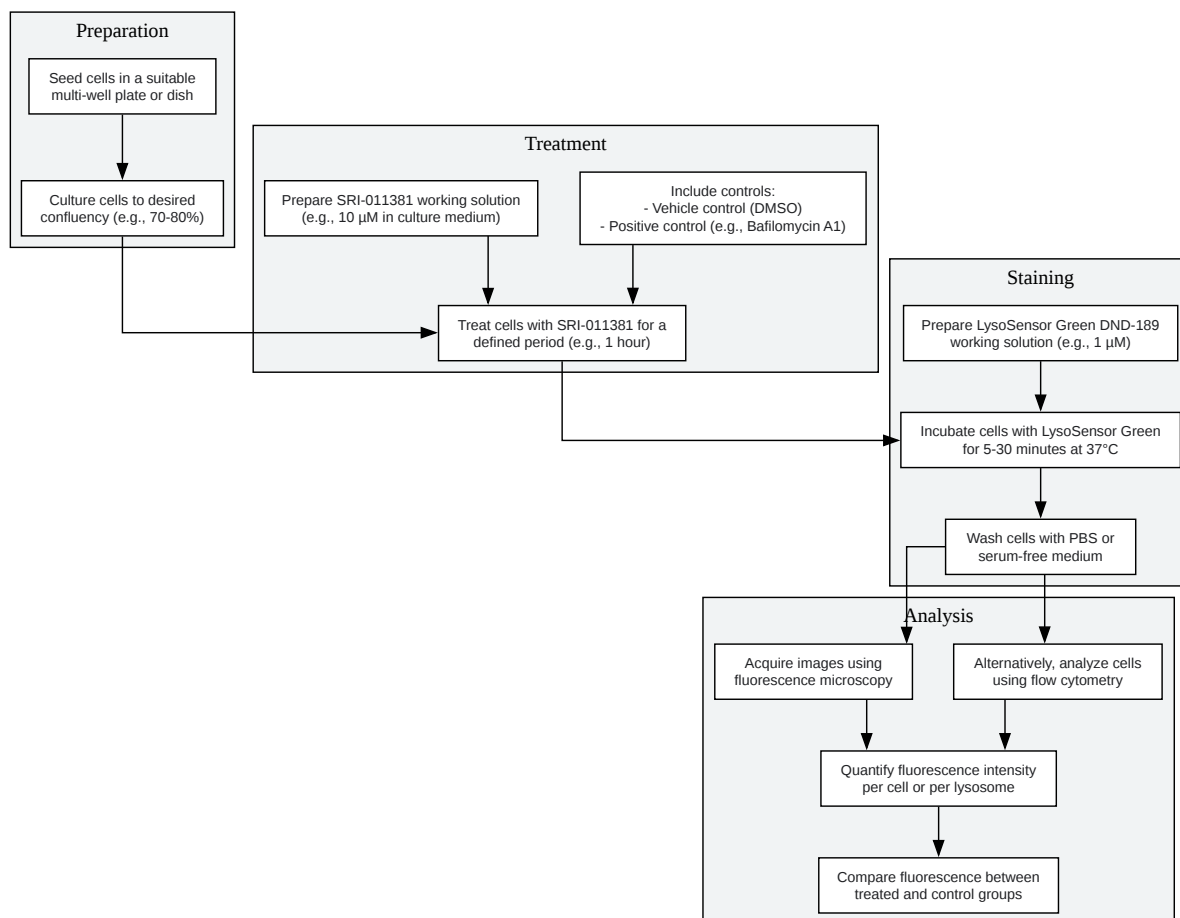 Preparation
Seed cells in a suitable
multi-well plate or dish
Culture cells to desired
confluency (e.g., 70-80%)
Treatment
Prepare SRI-011381 working solution
(e.g., 10 µM in culture medium)
Include controls:
- Vehicle control (DMSO)
- Positive control (e.g., Bafilomycin A1)
Treat cells with SRI-011381 for a
defined period (e.g., 1 hour)
Staining
Prepare LysoSensor Green DND-189
working solution (e.g., 1 µM)
Incubate cells with LysoSensor Green
for 5-30 minutes at 37°C
Wash cells with PBS or
serum-free medium
Analysis
Acquire images using
fluorescence microscopy
Alternatively, analyze cells
using flow cytometry
Quantify fluorescence intensity
per cell or per lysosome
Compare fluorescence between
treated and control groups